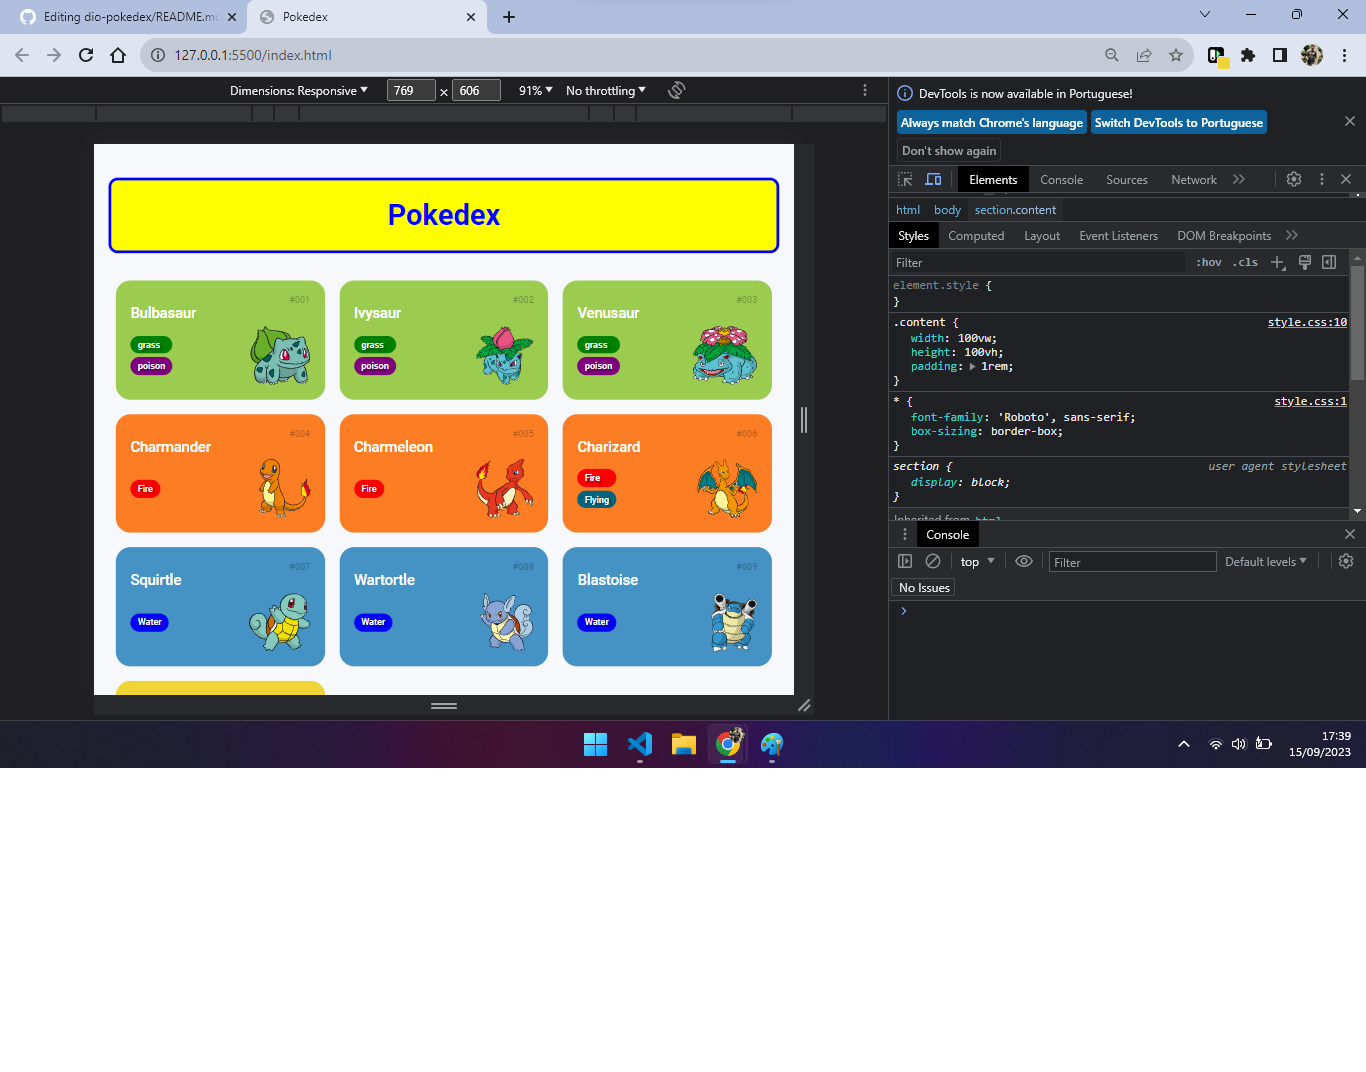 Editing dio-pokedex/README.md
Pokedex
127.0.0.1:5500/index.html
Dimensions: Responsive
769 × 606
91%
No throttling
Pokedex
#001
Bulbasaur
grass
poison
#002
Ivysaur
grass
poison
#003
Venusaur
grass
poison
#004
Charmander
Fire
#005
Charmeleon
Fire
#006
Charizard
Fire
Flying
#007
Squirtle
Water
#008
Wartortle
Water
#009
Blastoise
Water
DevTools is now available in Portuguese!
Always match Chrome's language
Switch DevTools to Portuguese
Don't show again
Elements Console Sources Network
html body section.content
Styles Computed Layout Event Listeners DOM Breakpoints
Filter :hov .cls
element.style {
}
.content { style.css:10
width: 100vw;
height: 100vh;
padding: 1rem;
}
* { style.css:1
font-family: 'Roboto', sans-serif;
box-sizing: border-box;
}
section { user agent stylesheet
display: block;
}
Inherited from html
Console
top Filter Default levels
No Issues
17:39
15/09/2023